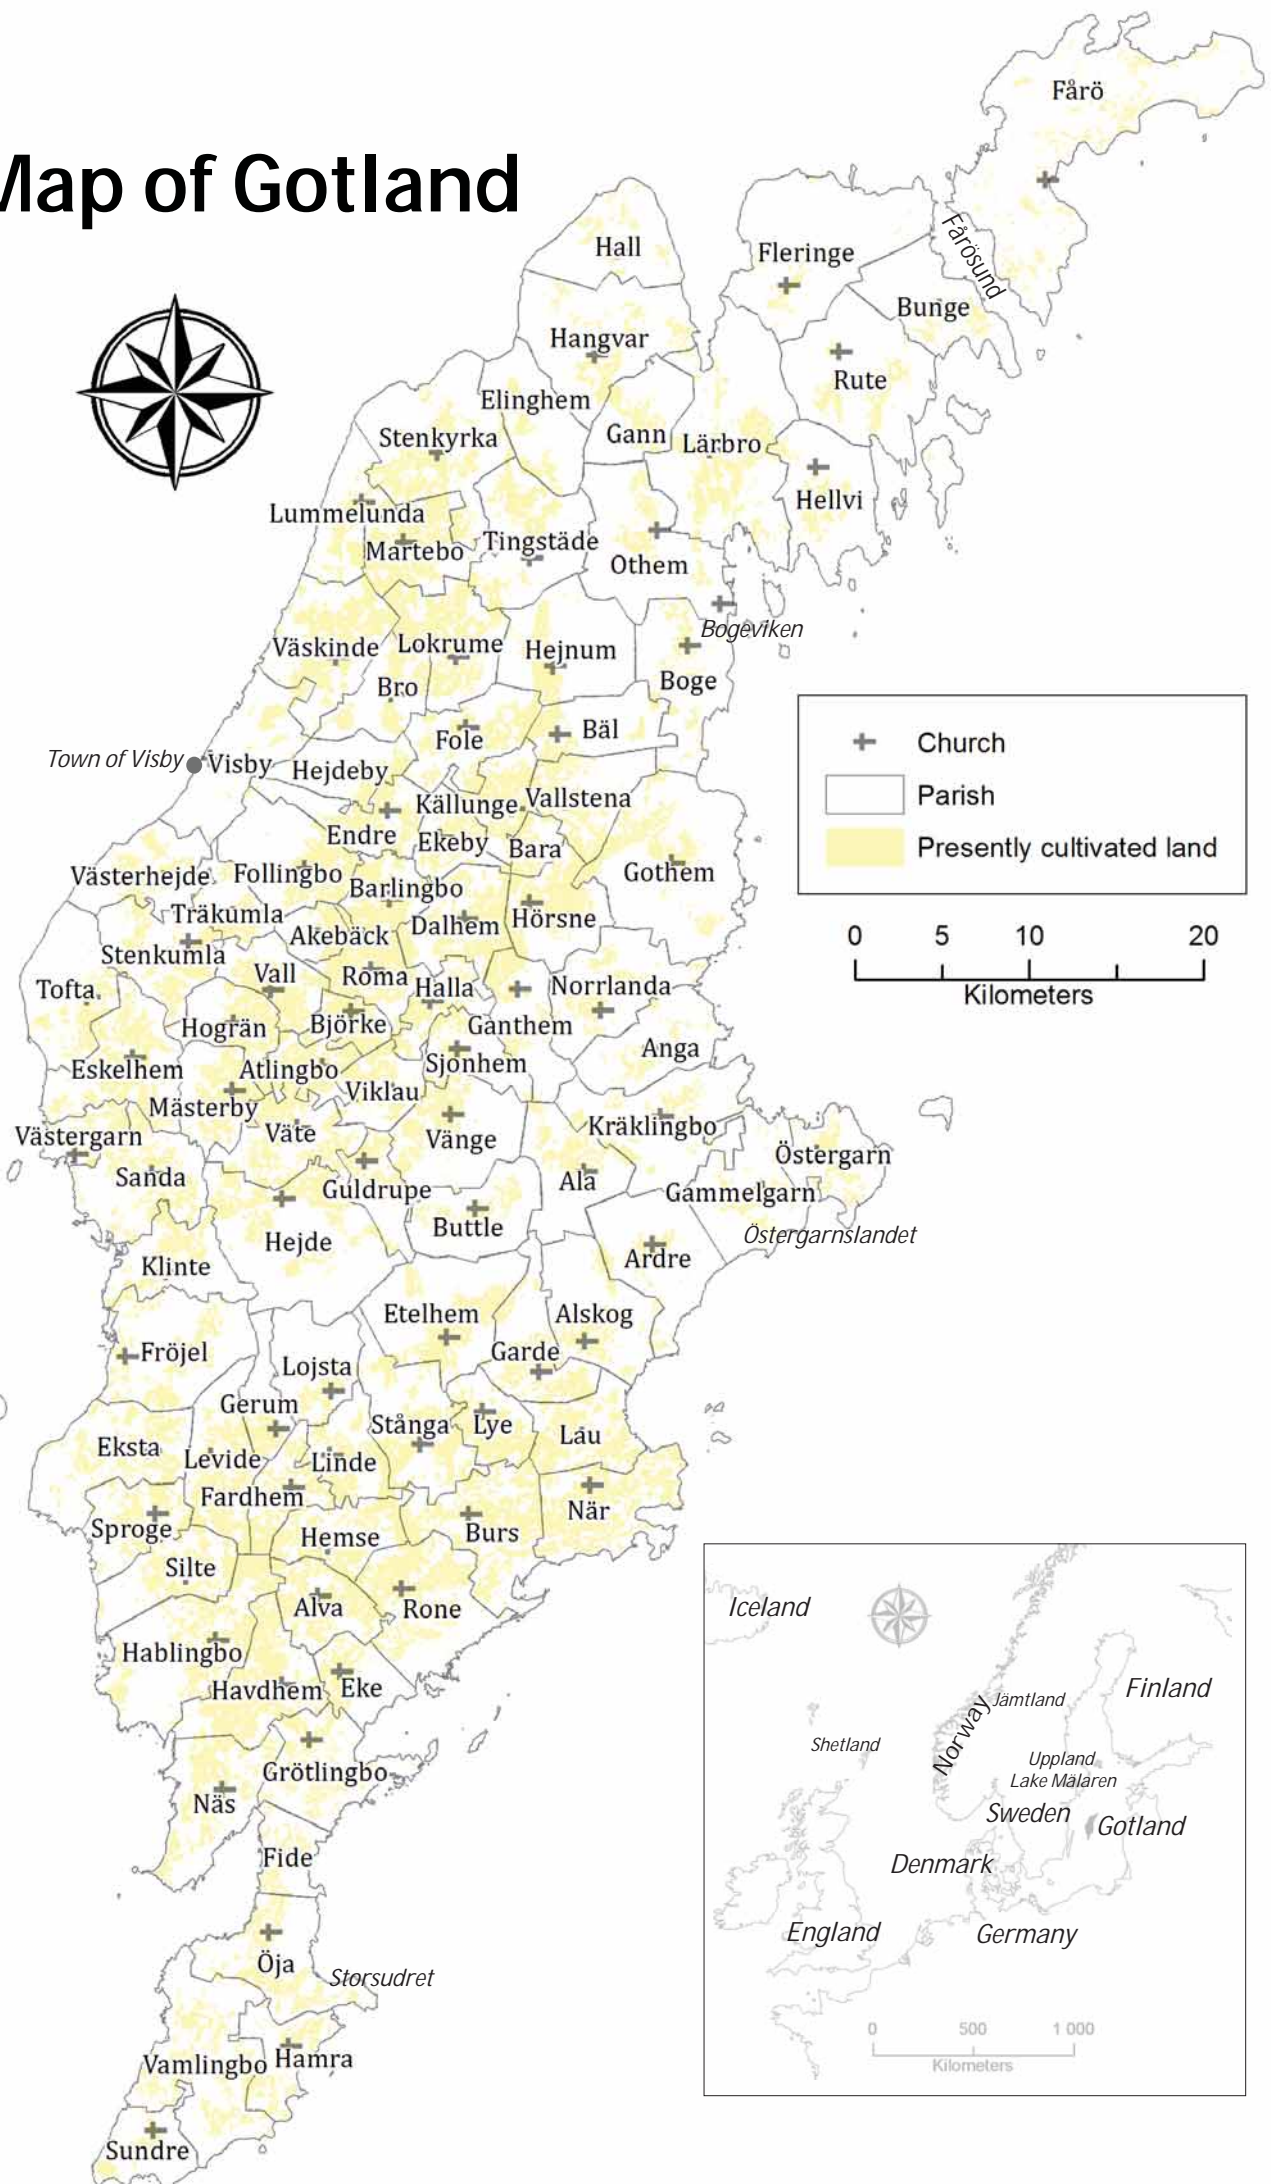 Map of Gotland
Fårö
Fårösund
Hall
Fleringe
Bunge
Hangvar
Rute
Elinghem
Stenkyrka
Gann
Lärbro
Hellvi
Lummelunda
Martebo
Tingstäde
Othem
Bogeviken
Väskinde
Lokrume
Hejnum
Boge
Bro
Fole
Bäl
Town of Visby
Visby
Hejdeby
Källunge
Vallstena
Endre
Ekeby
Bara
Gothem
Västerhejde
Follingbo
Barlingbo
Träkumla
Akebäck
Dalhem
Hörsne
Stenkumla
Vall
Roma
Halla
Norrlanda
Tofta
Hogrän
Björke
Ganthem
Anga
Eskelhem
Atlingbo
Sjonhem
Viklau
Mästerby
Västergarn
Väte
Vänge
Kräklingbo
Östergarn
Sanda
Guldrupe
Ala
Gammelgarn
Buttle
Östergarnslandet
Hejde
Ardre
Klinte
Etelhem
Alskog
Fröjel
Garde
Lojsta
Gerum
Stånga
Lye
Lau
Eksta
Levide
Linde
Fardhem
När
Sproge
Hemse
Burs
Silte
Alva
Rone
Hablingbo
Havdhem
Eke
Grötlingbo
Näs
Fide
Öja
Storsudret
Vamlingbo
Hamra
Sundre
Church
Parish
Presently cultivated land
0 5 10 20
Kilometers
Iceland
Finland
Jämtland
Norway
Shetland
Uppland
Lake Mälaren
Sweden
Gotland
Denmark
England
Germany
0 500 1 000
Kilometers